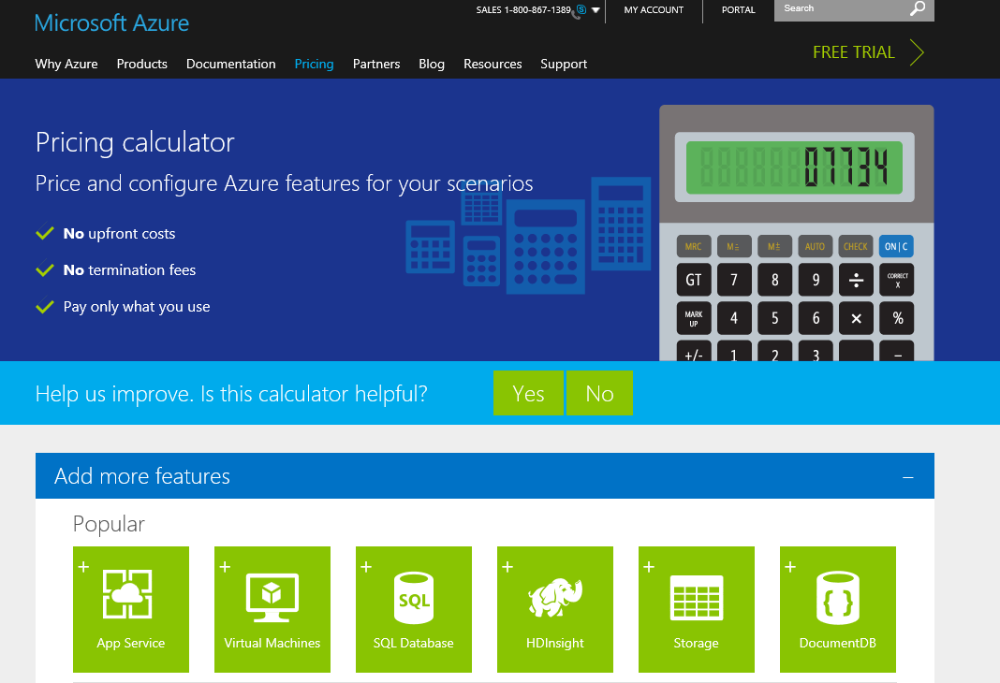 SALES 1-800-867-1389
MY ACCOUNT
PORTAL
Search
Microsoft Azure
FREE TRIAL
Why Azure
Products
Documentation
Pricing
Partners
Blog
Resources
Support
Pricing calculator
Price and configure Azure features for your scenarios
No upfront costs
No termination fees
Pay only what you use
07734
MRC M= M± AUTO CHECK ON|C
GT 7 8 9 ÷ CORRECT X
MARK UP 4 5 6 × %
+/- 1 2 3 −
Help us improve. Is this calculator helpful?
Yes
No
Add more features
Popular
App Service
Virtual Machines
SQL
SQL Database
HDInsight
Storage
{ }
DocumentDB